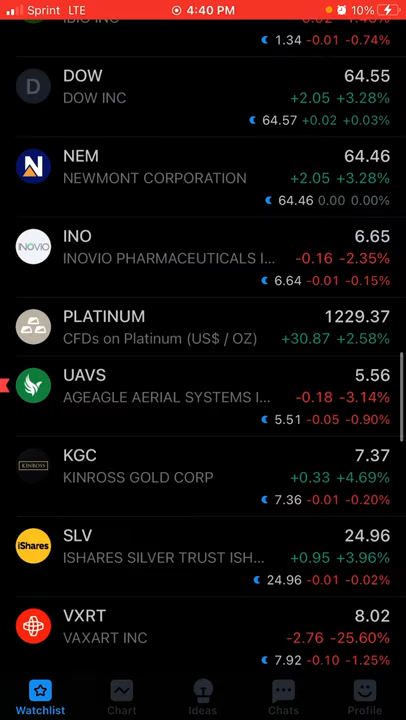 Sprint LTE 4:40 PM 10%
IBIO INC
1.34 -0.01 -0.74%
D DOW 64.55
DOW INC +2.05 +3.28%
64.57 +0.02 +0.03%
NEM 64.46
NEWMONT CORPORATION +2.05 +3.28%
64.46 0.00 0.00%
INOVIO INO 6.65
INOVIO PHARMACEUTICALS I... -0.16 -2.35%
6.64 -0.01 -0.15%
PLATINUM 1229.37
CFDs on Platinum (US$ / OZ) +30.87 +2.58%
UAVS 5.56
AGEAGLE AERIAL SYSTEMS I... -0.18 -3.14%
5.51 -0.05 -0.90%
KINROSS KGC 7.37
KINROSS GOLD CORP +0.33 +4.69%
7.36 -0.01 -0.20%
iShares SLV 24.96
ISHARES SILVER TRUST ISH... +0.95 +3.96%
24.96 -0.01 -0.02%
VXRT 8.02
VAXART INC -2.76 -25.60%
7.92 -0.10 -1.25%
Watchlist Chart Ideas Chats Profile